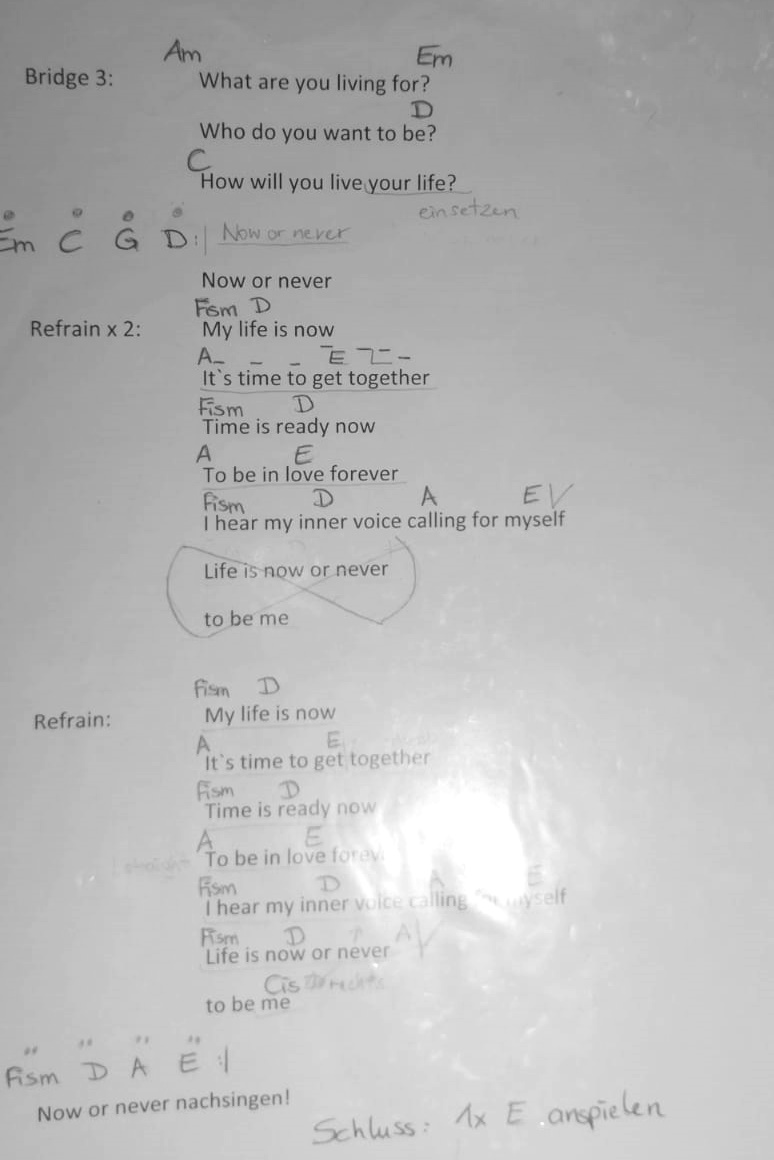 Am Em
Bridge 3: What are you living for?
D
Who do you want to be?
C
How will you live your life?
einsetzen
Em C G D :| Now or never
Now or never
Fism D
Refrain x 2: My life is now
A E
It`s time to get together
Fism D
Time is ready now
A E
To be in love forever
Fism D A E
I hear my inner voice calling for myself
Life is now or never
to be me
Fism D
Refrain: My life is now
A E
It`s time to get together
Fism D
Time is ready now
A E
To be in love forev
Fism D A E
I hear my inner voice calling myself
Fism D A
Life is now or never
Cis
to be me
Fism D A E :|
Now or never nachsingen!
Schluss: 1x E anspielen